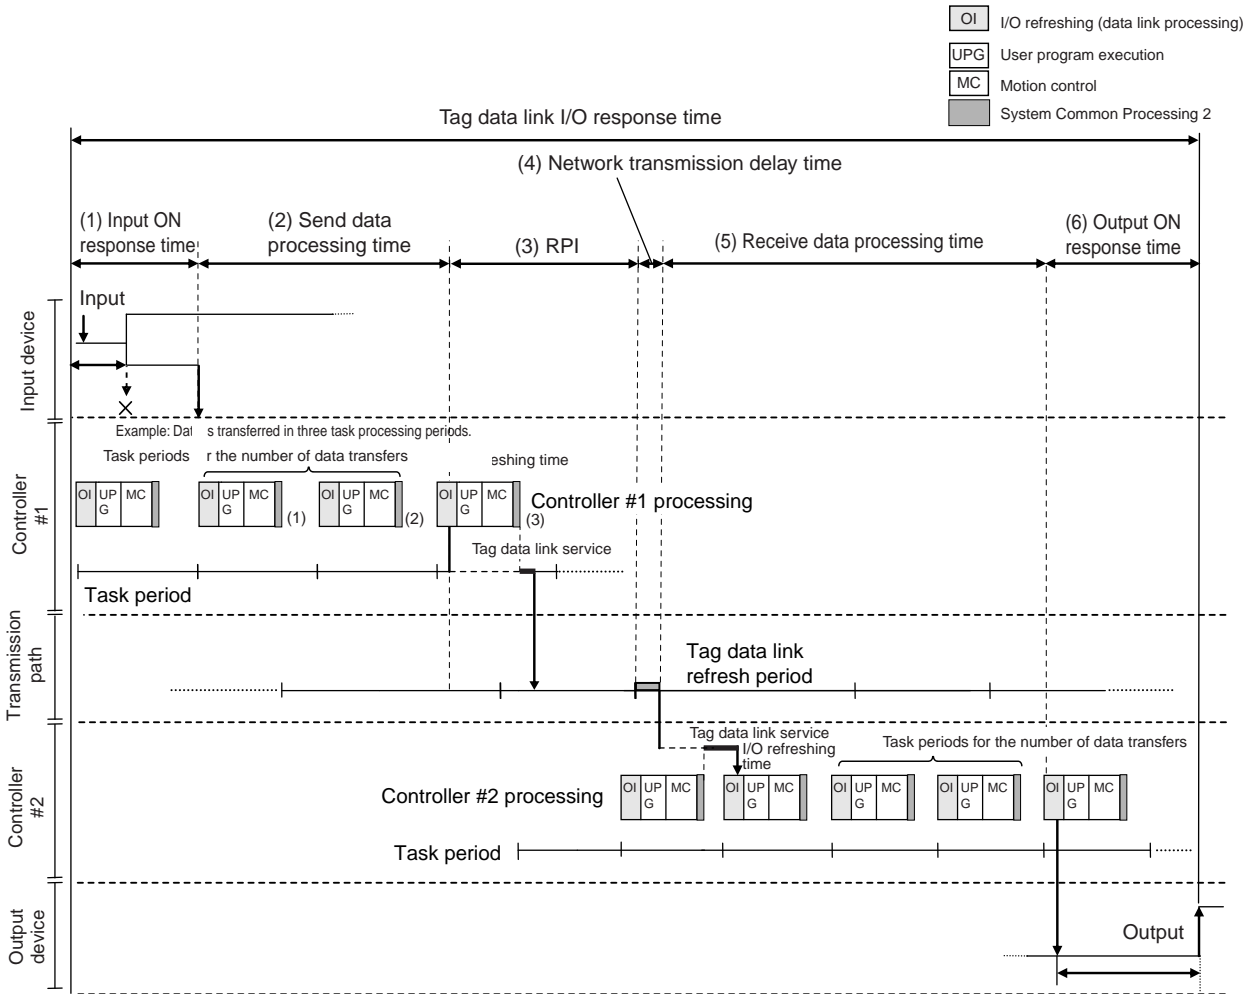 OI I/O refreshing (data link processing)
UPG User program execution
MC Motion control
System Common Processing 2
Tag data link I/O response time
(4) Network transmission delay time
(1) Input ON
response time
(2) Send data
processing time
(3) RPI
(5) Receive data processing time
(6) Output ON
response time
Input device
Input
Example: Dat s transferred in three task processing periods.
Task periods r the number of data transfers
eshing time
Controller
#1
OI UP
G MC
OI UP
G MC (1)
OI UP
G MC (2)
OI UP
G MC (3)
Controller #1 processing
Tag data link service
Task period
Transmission
path
Tag data link
refresh period
Controller
#2
Tag data link service
I/O refreshing
time
Task periods for the number of data transfers
Controller #2 processing
OI UP
G MC
OI UP
G MC
OI UP
G MC
OI UP
G MC
OI UP
G MC
Task period
Output
device
Output